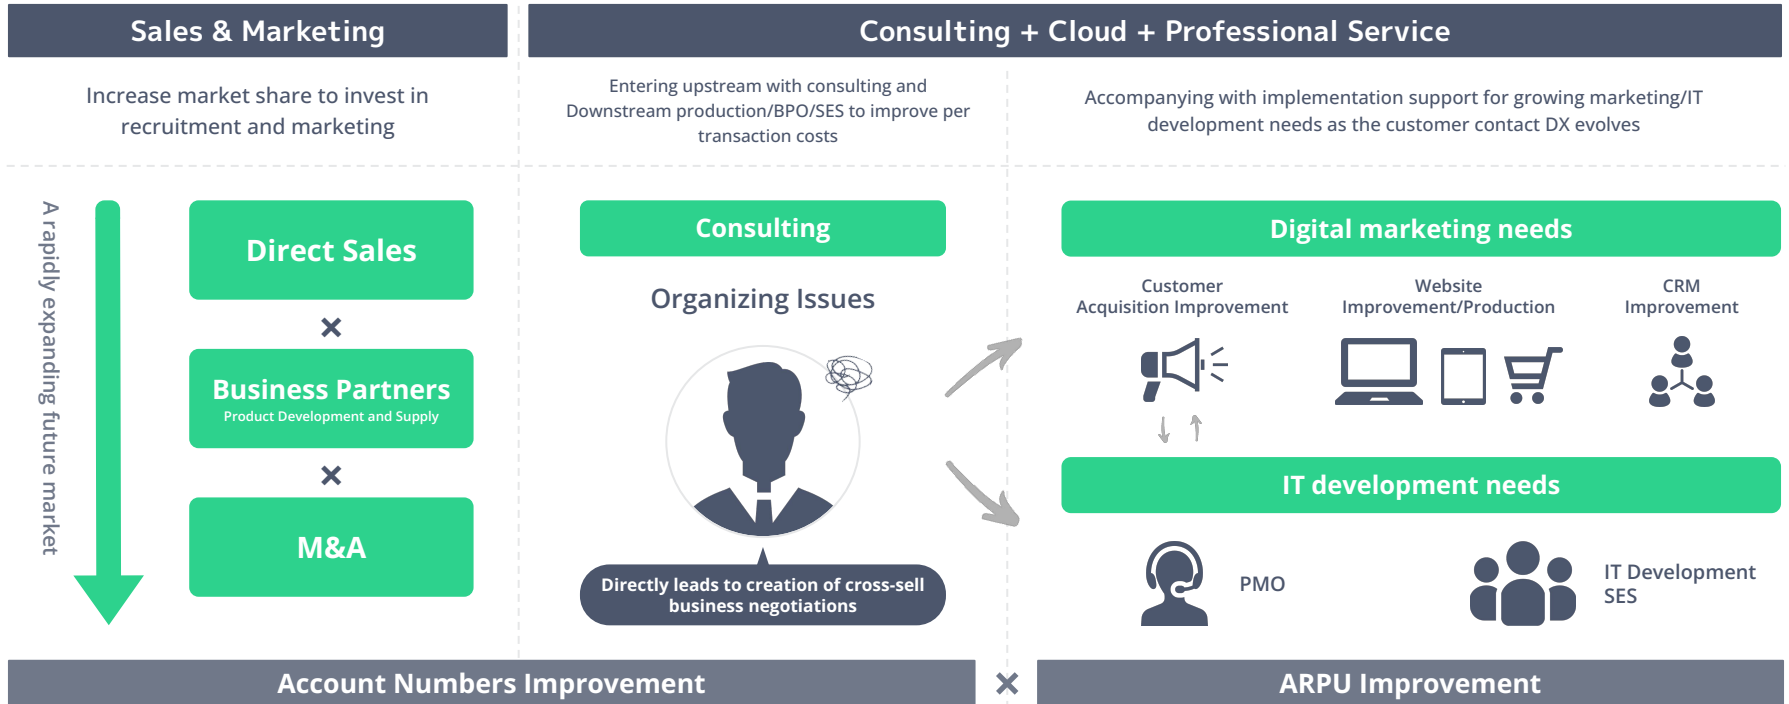 Sales & Marketing
Increase market share to invest in
recruitment and marketing
A rapidly expanding future market
Direct Sales
×
Business Partners
Product Development and Supply
×
M&A
Consulting + Cloud + Professional Service
Entering upstream with consulting and
Downstream production/BPO/SES to improve per
transaction costs
Consulting
Organizing Issues
Directly leads to creation of cross-sell
business negotiations
Accompanying with implementation support for growing marketing/IT
development needs as the customer contact DX evolves
Digital marketing needs
Customer
Acquisition Improvement
Website
Improvement/Production
CRM
Improvement
IT development needs
PMO
IT Development
SES
Account Numbers Improvement
×
ARPU Improvement